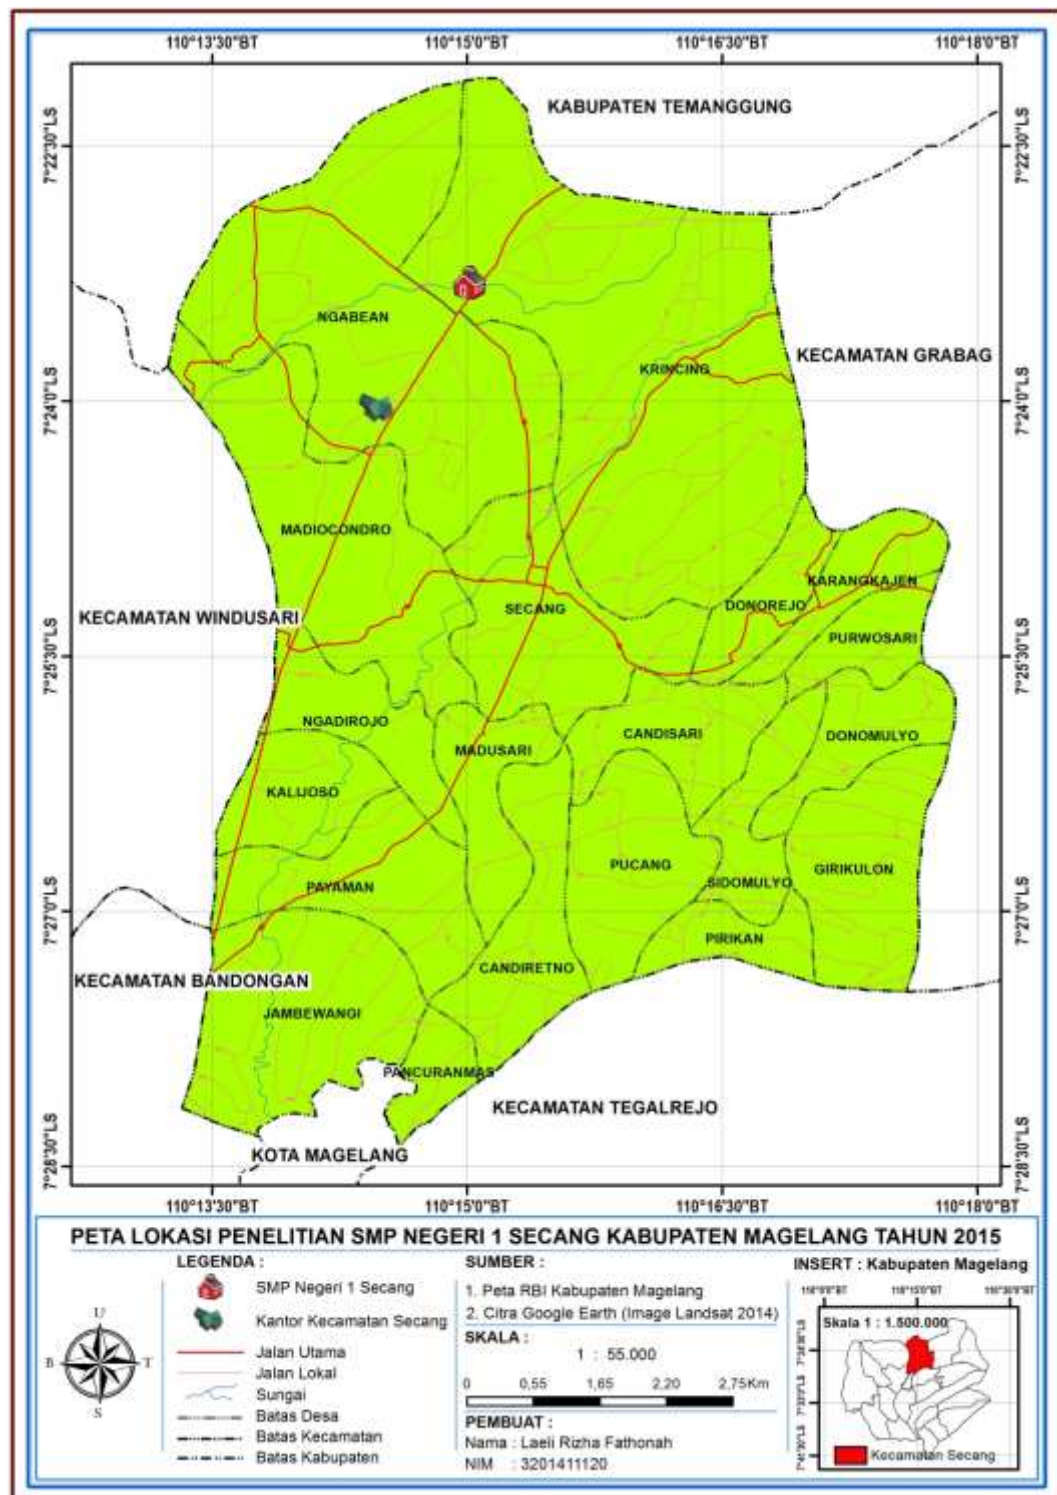 110°13'30"BT 110°15'0"BT 110°16'30"BT 110°18'0"BT
KABUPATEN TEMANGGUNG
7°22'30"LS 7°22'30"LS
NGABEAN
KECAMATAN GRABAG
KRINCING
7°24'0"LS 7°24'0"LS
MADIOCONDRO
KARANGKAJEN
SECANG DONOREJO
KECAMATAN WINDUSARI
PURWOSARI
7°25'30"LS 7°25'30"LS
NGADIROJO
CANDISARI DONOMULYO
MADUSARI
KALIJOSO
PUCANG GIRIKULON
PAYAMAN SIDOMULYO
7°27'0"LS 7°27'0"LS
PIRIKAN
CANDIRETNO
KECAMATAN BANDONGAN
JAMBEWANGI
PANCURANMAS
KECAMATAN TEGALREJO
KOTA MAGELANG
7°28'30"LS 7°28'30"LS
110°13'30"BT 110°15'0"BT 110°16'30"BT 110°18'0"BT
PETA LOKASI PENELITIAN SMP NEGERI 1 SECANG KABUPATEN MAGELANG TAHUN 2015
U
B T
S
LEGENDA :
SMP Negeri 1 Secang
Kantor Kecamatan Secang
Jalan Utama
Jalan Lokal
Sungai
Batas Desa
Batas Kecamatan
Batas Kabupaten
SUMBER :
1. Peta RBI Kabupaten Magelang
2. Citra Google Earth (Image Landsat 2014)
SKALA :
1 : 55.000
0 0,55 1,65 2,20 2,75Km
PEMBUAT :
Nama : Laeli Rizha Fathonah
NIM : 3201411120
INSERT : Kabupaten Magelang
Skala 1 : 1.500.000
Kecamatan Secang